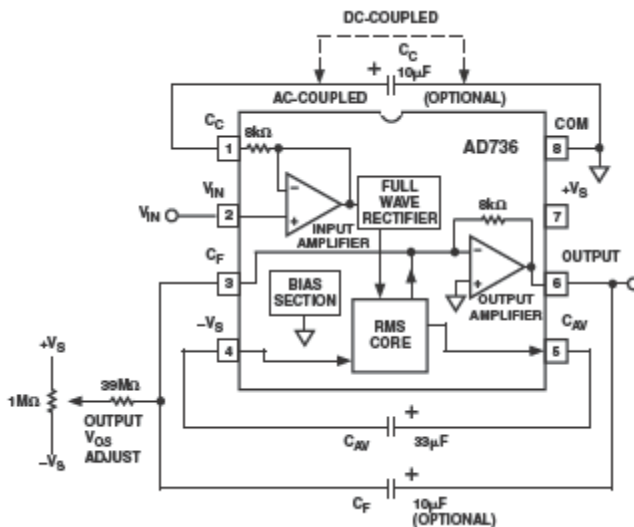 DC-COUPLED
CC
+
10µF
AC-COUPLED (OPTIONAL)
CC
1
8kΩ
AD736
COM
8
VIN
VIN
2
–
+
INPUT
AMPLIFIER
FULL
WAVE
RECTIFIER
+VS
7
8kΩ
CF
3
BIAS
SECTION
–
+
OUTPUT
AMPLIFIER
OUTPUT
6
–VS
4
RMS
CORE
CAV
5
+VS
1MΩ
39MΩ
OUTPUT
VOS
ADJUST
–VS
CAV
+
33µF
CF
+
10µF
(OPTIONAL)